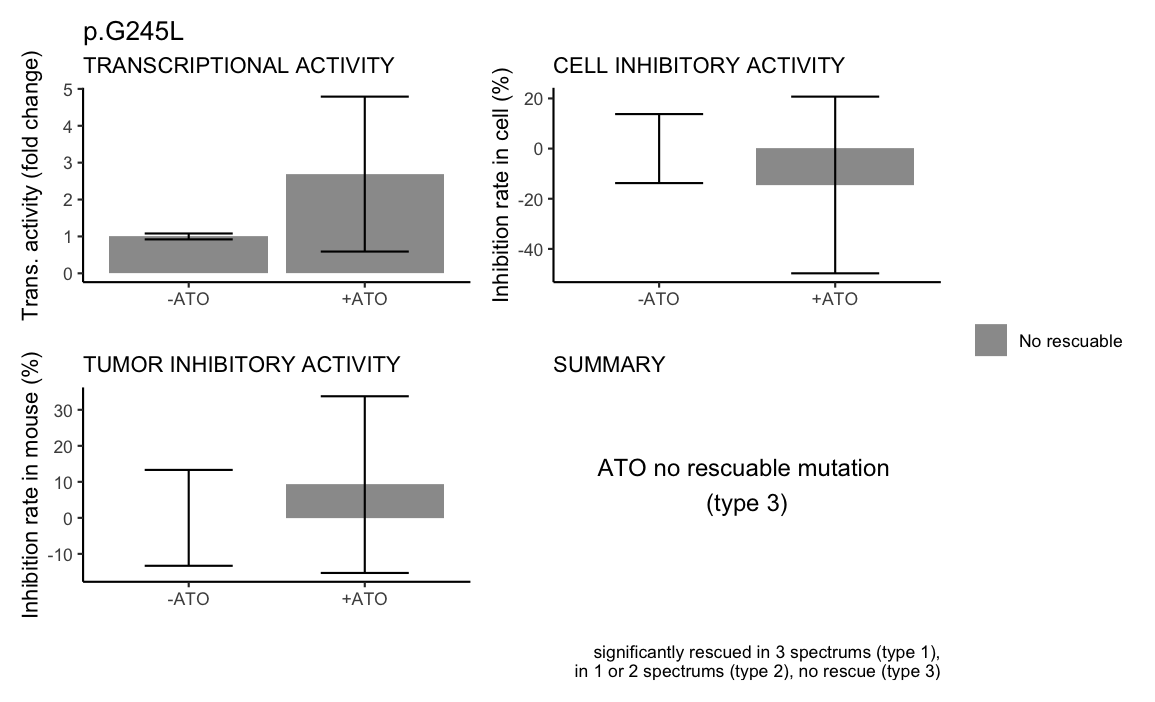 p.G245L
TRANSCRIPTIONAL ACTIVITY
Trans. activity (fold change)
5
4
3
2
1
0
-ATO
+ATO
CELL INHIBITORY ACTIVITY
Inhibition rate in cell (%)
20
0
-20
-40
-ATO
+ATO
No rescuable
TUMOR INHIBITORY ACTIVITY
Inhibition rate in mouse (%)
30
20
10
0
-10
-ATO
+ATO
SUMMARY
ATO no rescuable mutation
(type 3)
significantly rescued in 3 spectrums (type 1),
in 1 or 2 spectrums (type 2), no rescue (type 3)